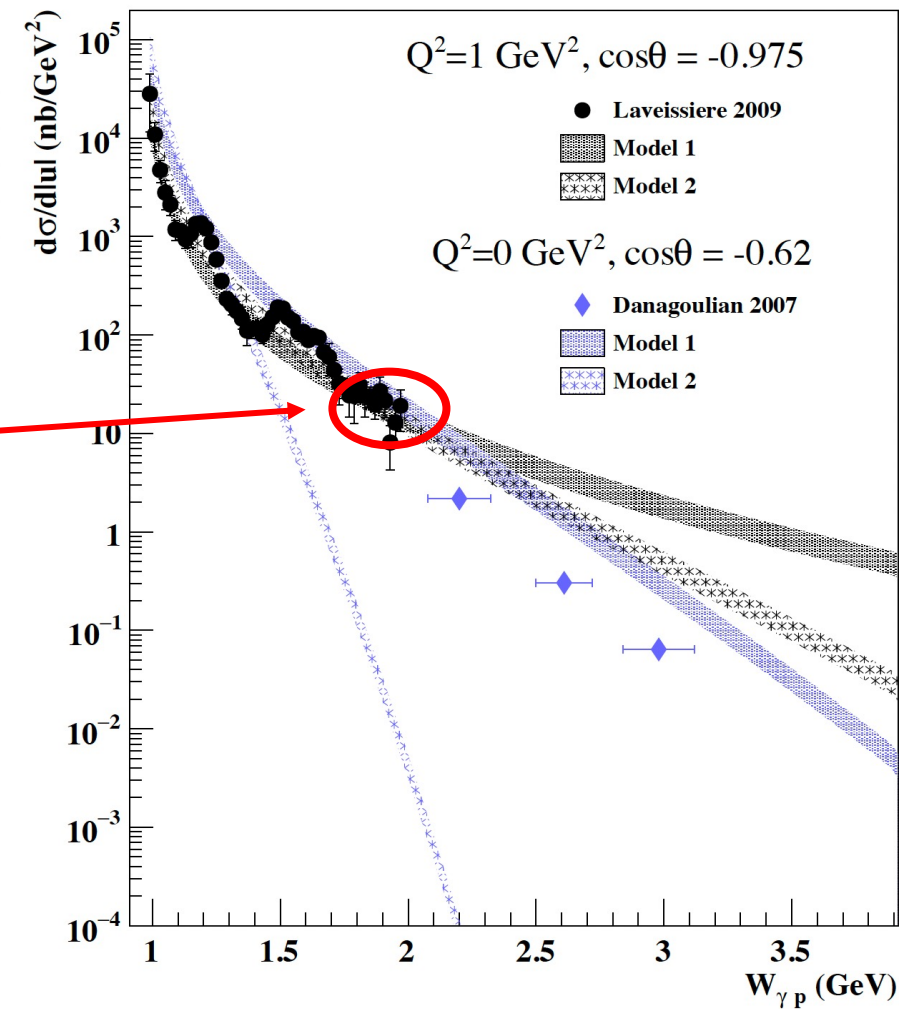 dσ/d|u| (nb/GeV²)
10⁵
10⁴
10³
10²
10
1
10⁻¹
10⁻²
10⁻³
10⁻⁴
Q²=1 GeV², cosθ = -0.975
Laveissiere 2009
Model 1
Model 2
Q²=0 GeV², cosθ = -0.62
Danagoulian 2007
Model 1
Model 2
1 1.5 2 2.5 3 3.5
W_γ p (GeV)